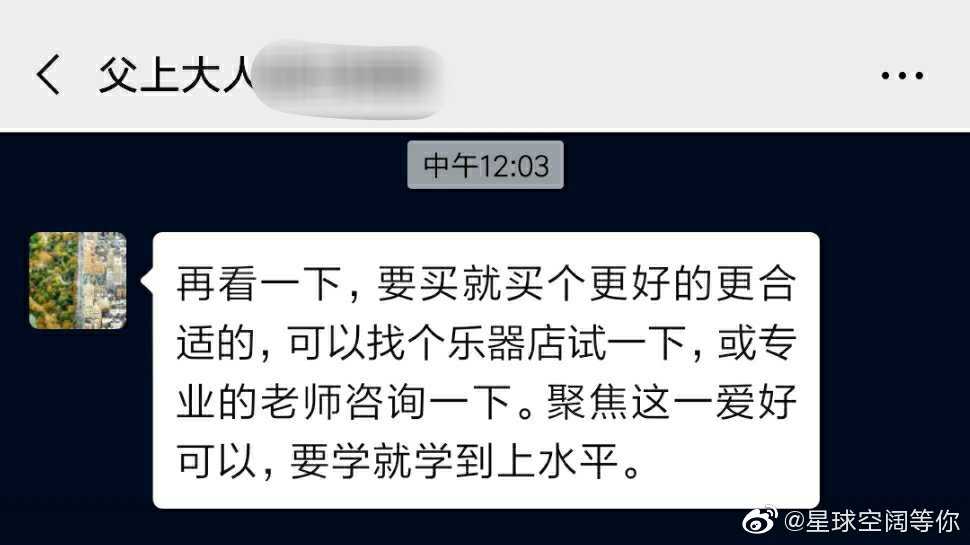 父上大人
中午12:03
再看一下，要买就买个更好的更合
适的，可以找个乐器店试一下，或专
业的老师咨询一下。聚焦这一爱好
可以，要学就学到上水平。
@星球空阔等你